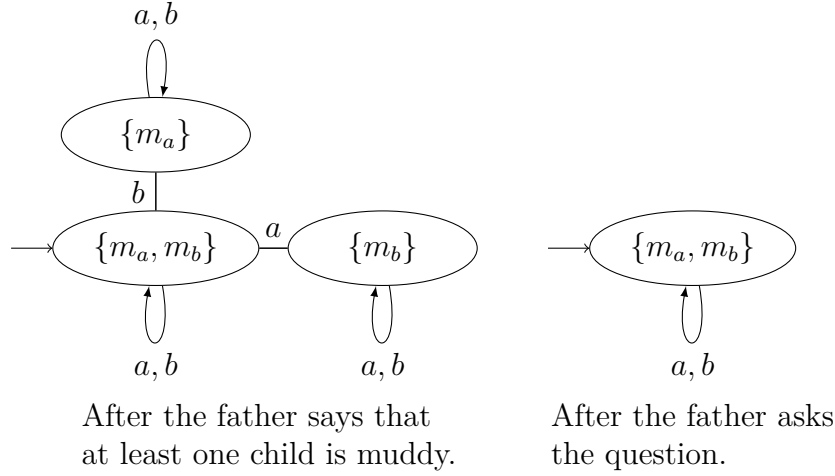 a, b
{m_a}
b
{m_a, m_b}
a
{m_b}
{m_a, m_b}
a, b
a, b
a, b
After the father says that
at least one child is muddy.
After the father asks
the question.